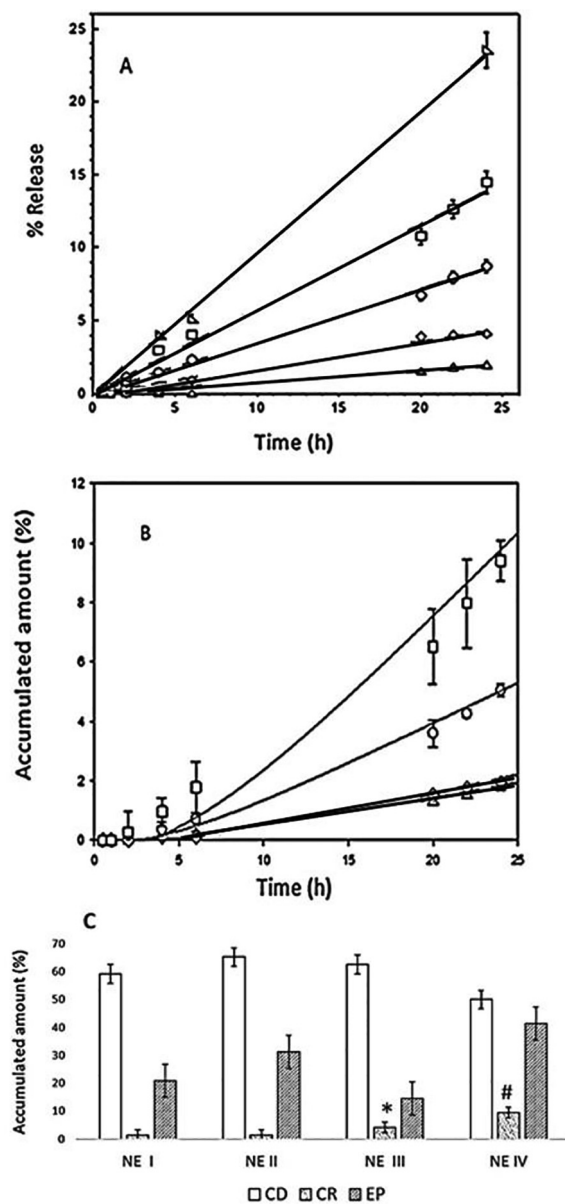 A
25
20
15
10
5
0
% Release
0 5 10 15 20 25
Time (h)
B
12
10
8
6
4
2
0
Accumulated amount (%)
0 5 10 15 20 25
Time (h)
C
70
60
50
40
30
20
10
0
Accumulated amount (%)
* #
NE I NE II NE III NE IV
CD CR EP